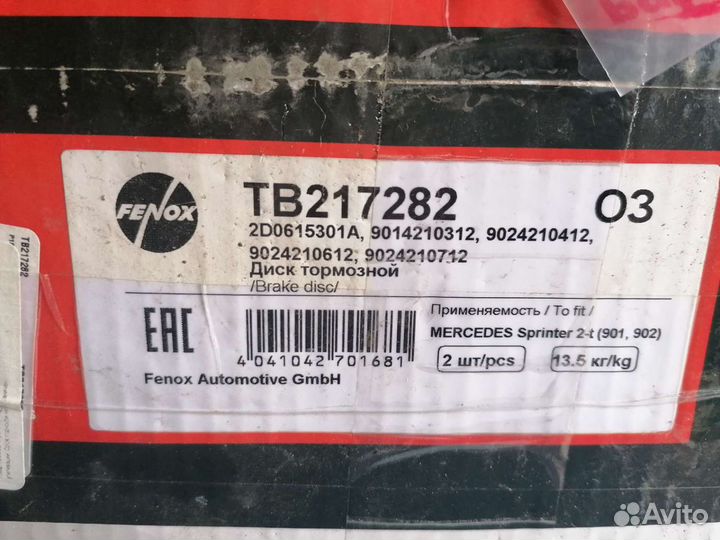 FENOX
TB217282
O3
2D0615301A, 9014210312, 9024210412,
9024210612, 9024210712
Диск тормозной
/Brake disc/
Применяемость / To fit /
MERCEDES Sprinter 2-t (901, 902)
EAC
4 041042 701681
2 шт/pcs
13.5 кг/kg
Fenox Automotive GmbH
TB217282
Avito